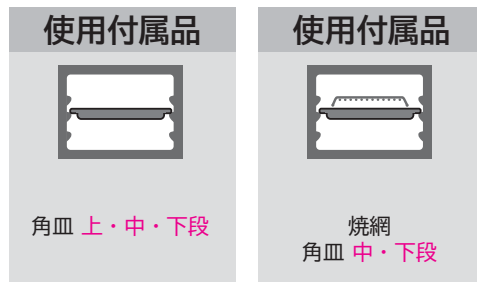 使用付属品
角皿 上・中・下段
使用付属品
焼網
角皿 中・下段